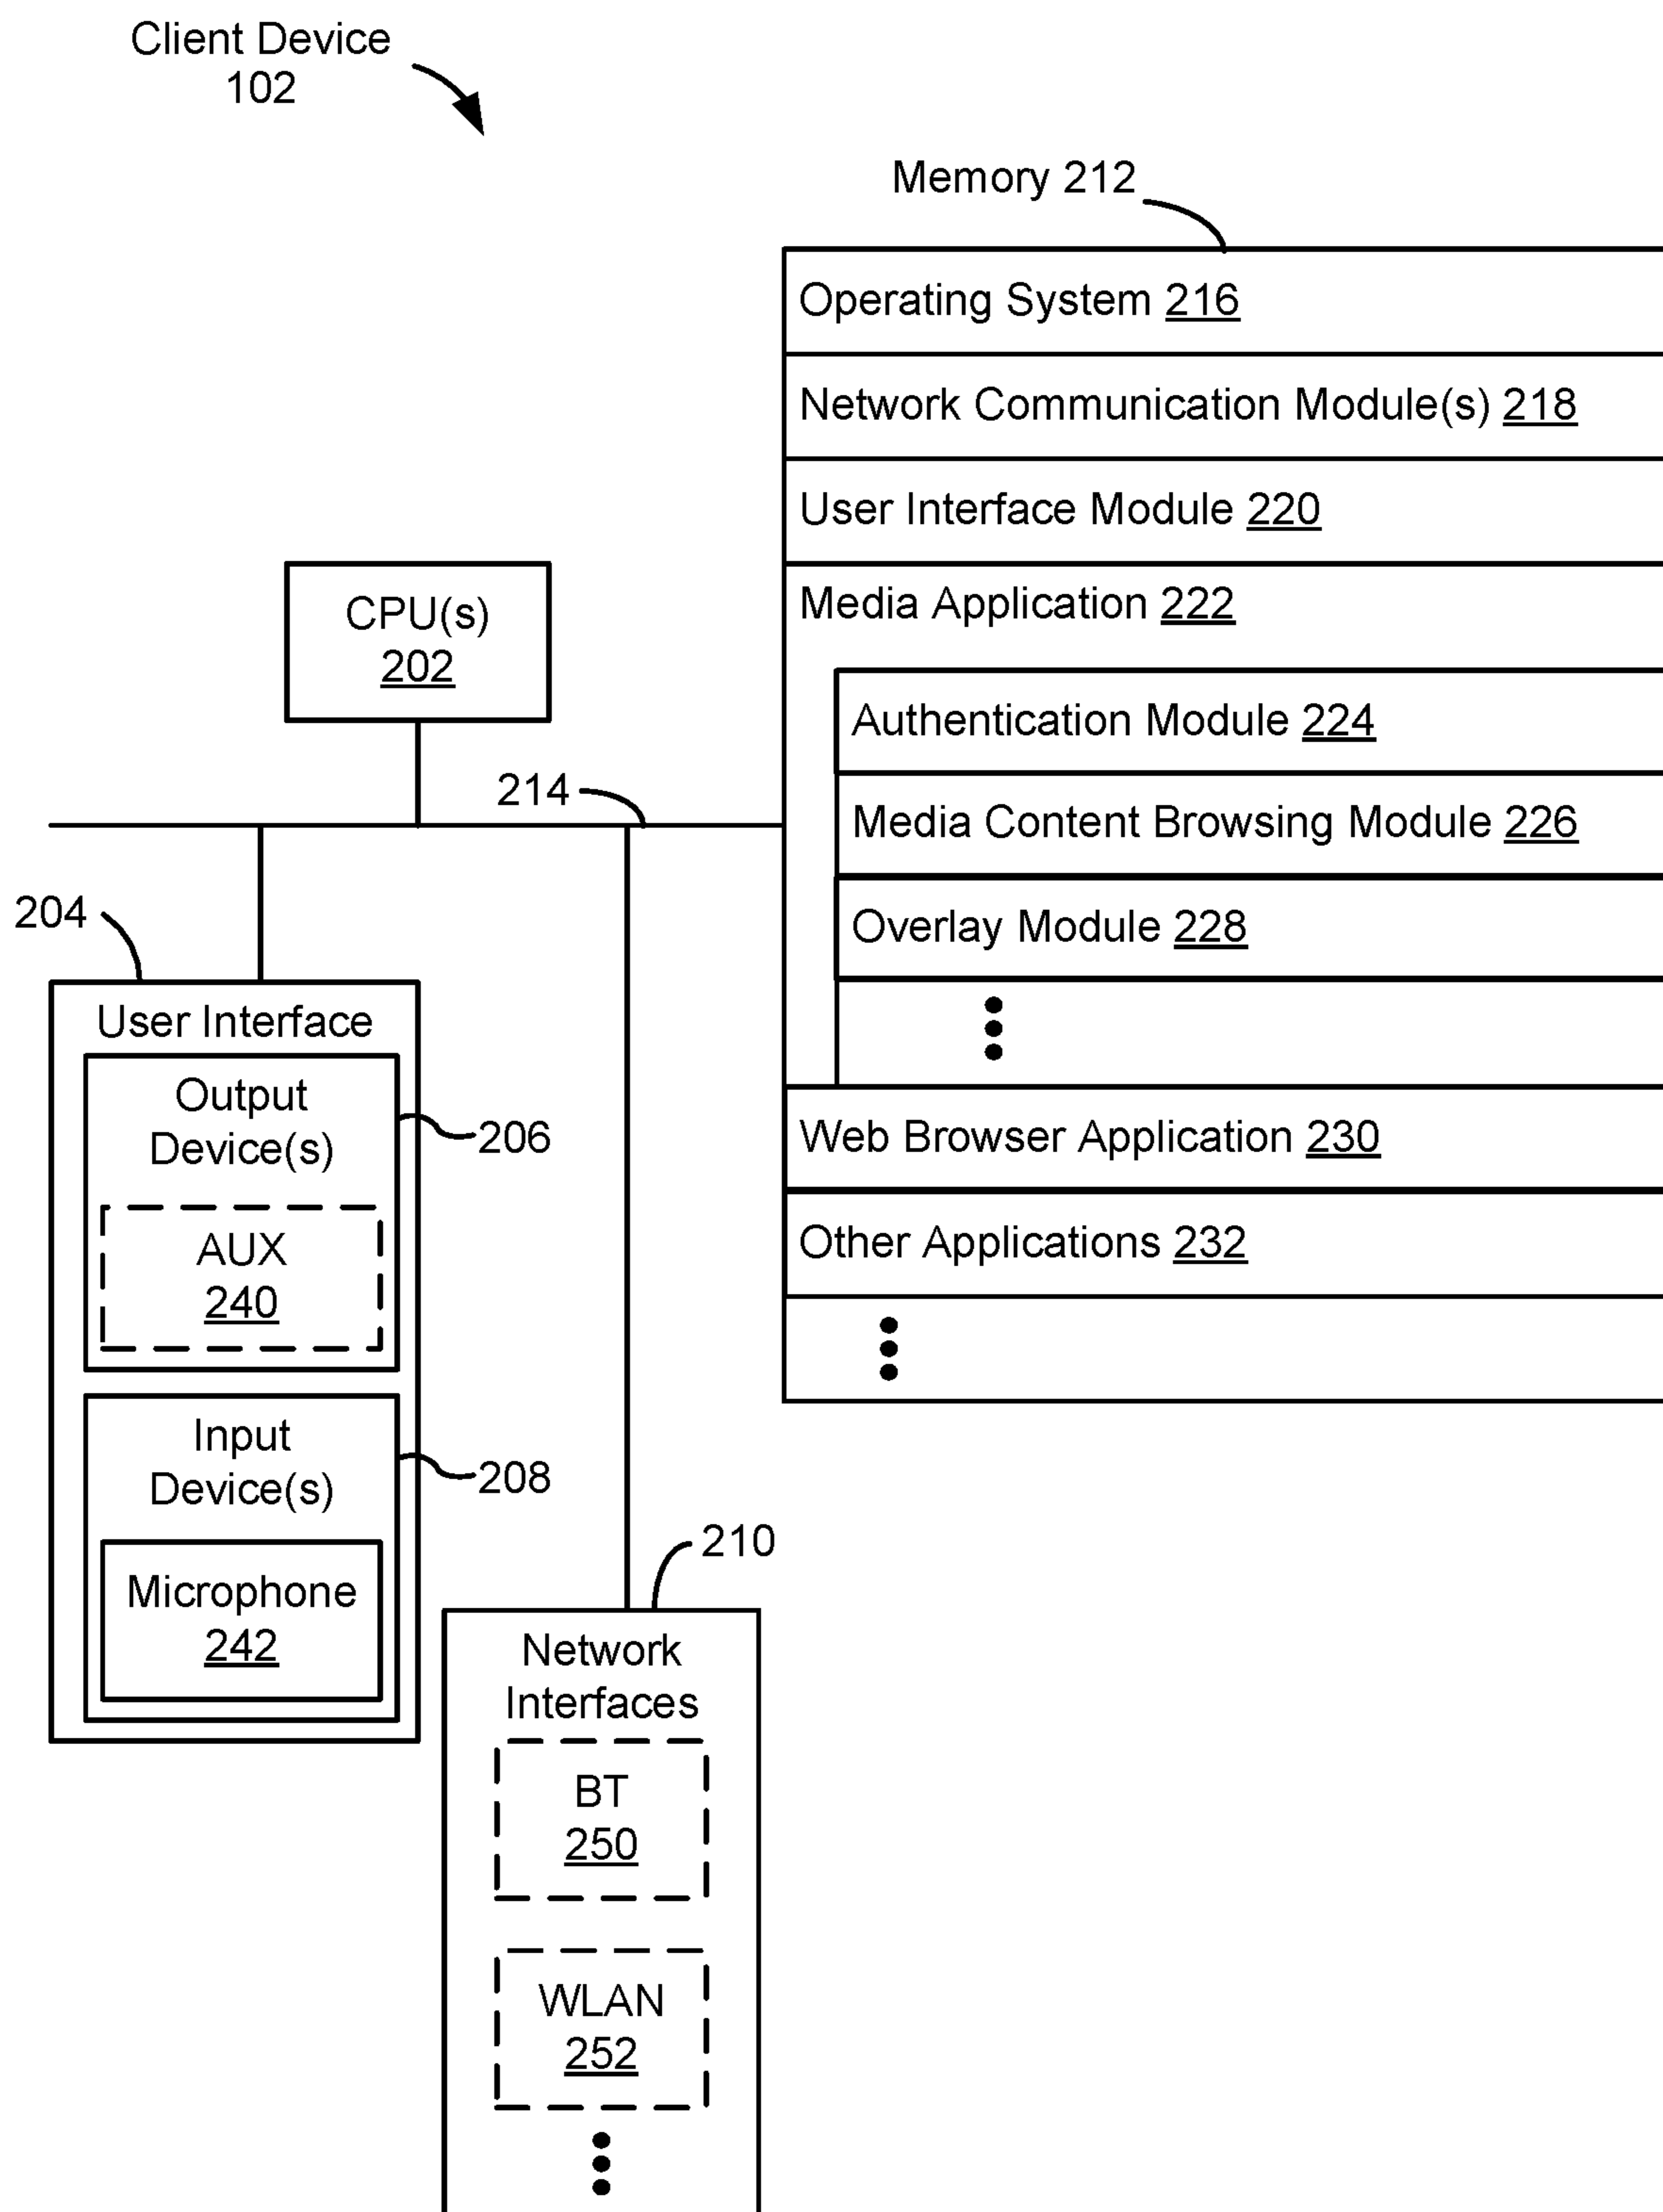 Client Device
102
Memory 212
Operating System 216
Network Communication Module(s) 218
User Interface Module 220
Media Application 222
Authentication Module 224
Media Content Browsing Module 226
Overlay Module 228
Web Browser Application 230
Other Applications 232
CPU(s)
202
214
204
User Interface
Output
Device(s)
206
AUX
240
Input
Device(s)
208
Microphone
242
210
Network
Interfaces
BT
250
WLAN
252